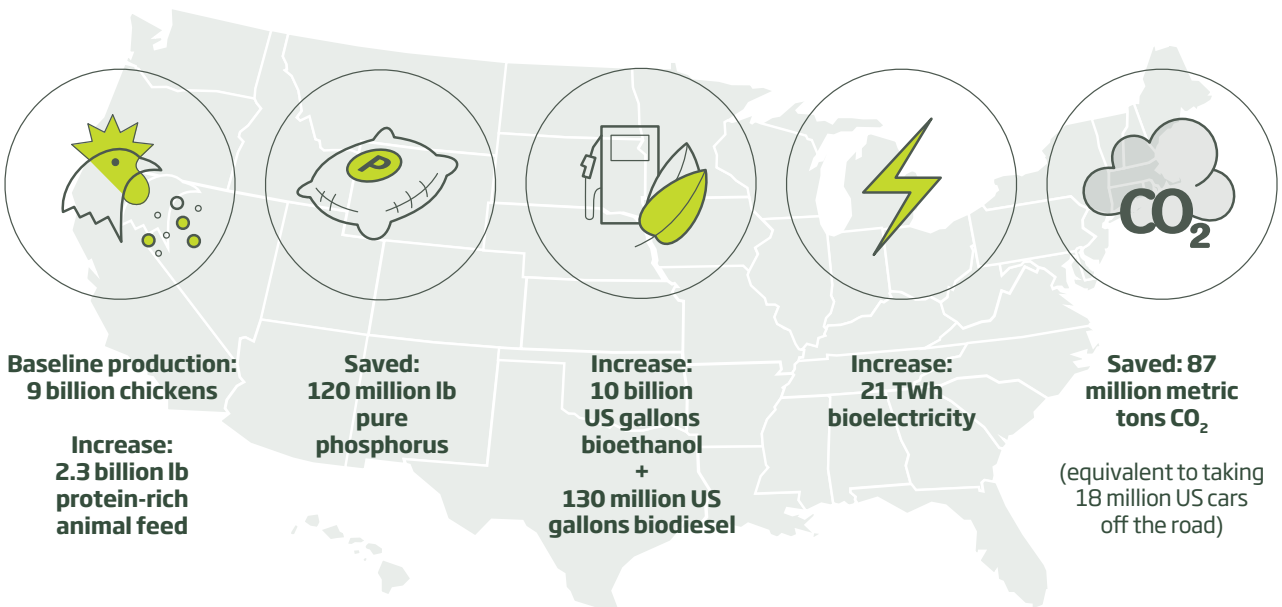 P
CO₂
Baseline production:
9 billion chickens
Increase:
2.3 billion lb
protein-rich
animal feed
Saved:
120 million lb
pure
phosphorus
Increase:
10 billion
US gallons
bioethanol
+
130 million US
gallons biodiesel
Increase:
21 TWh
bioelectricity
Saved: 87
million metric
tons CO₂
(equivalent to taking
18 million US cars
off the road)